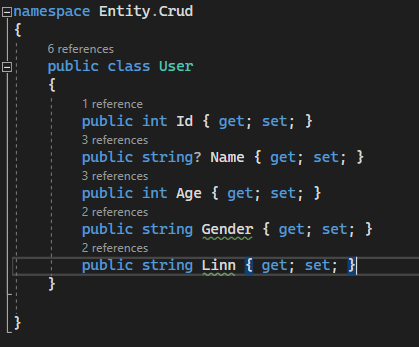 namespace Entity.Crud
{
6 references
public class User
{
1 reference
public int Id { get; set; }
3 references
public string? Name { get; set; }
3 references
public int Age { get; set; }
2 references
public string Gender { get; set; }
2 references
public string Linn { get; set; }
}
}